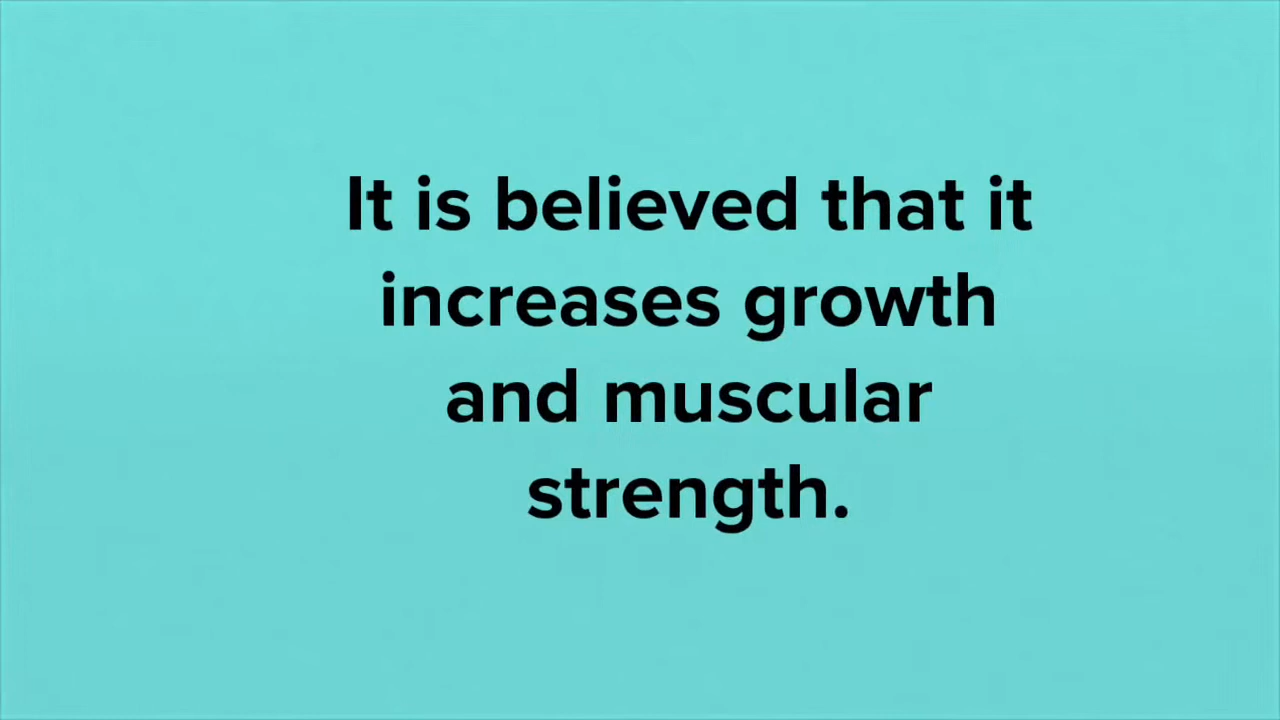 It is believed that it
increases growth
and muscular
strength.